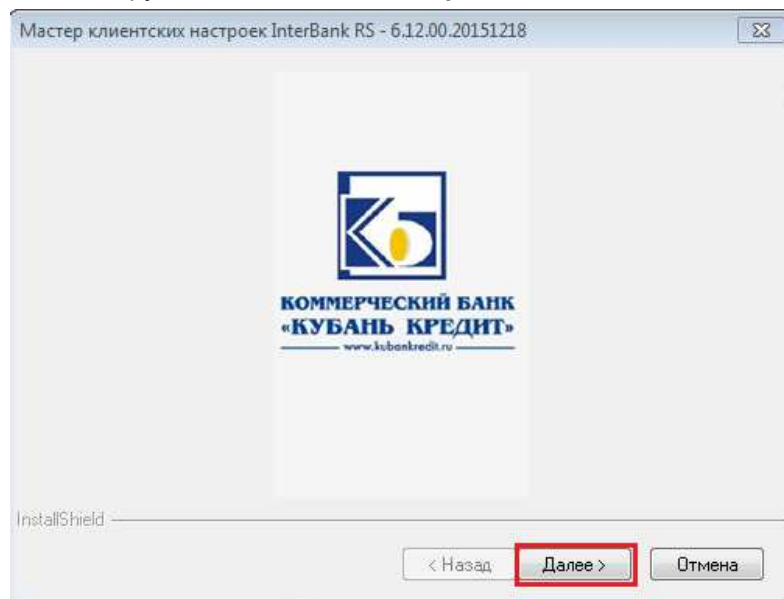 Мастер клиентских настроек InterBank RS - 6.12.00.20151218
КОММЕРЧЕСКИЙ БАНК
«КУБАНЬ КРЕДИТ»
www.kubankredit.ru
InstallShield
< Назад Далее > Отмена